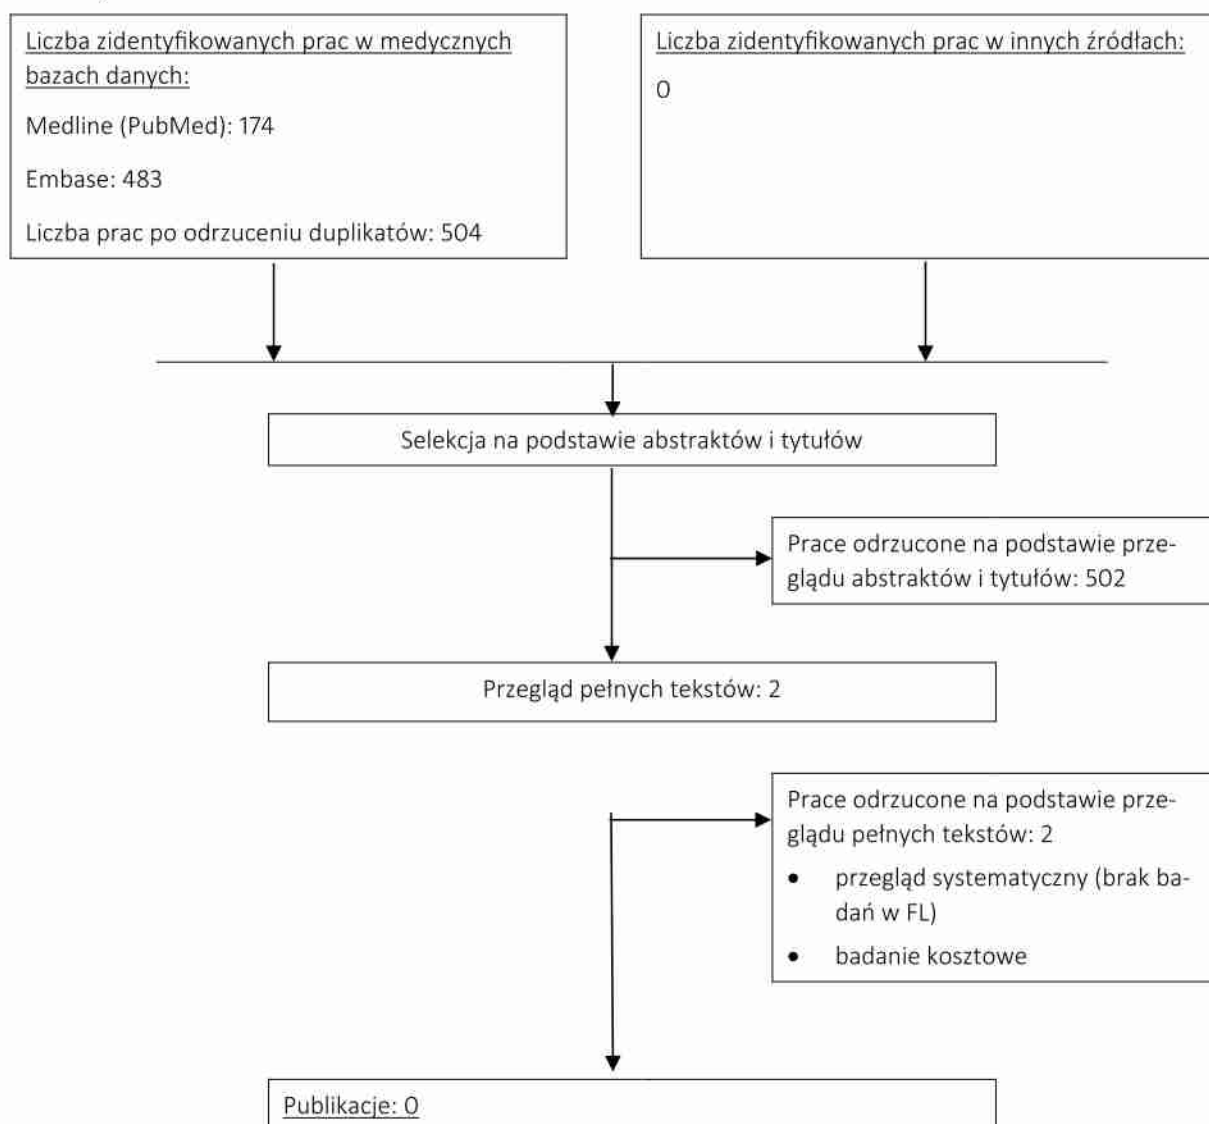 Liczba zidentyfikowanych prac w medycznych
bazach danych:
Medline (PubMed): 174
Embase: 483
Liczba prac po odrzuceniu duplikatów: 504
Liczba zidentyfikowanych prac w innych źródłach:
0
Selekcja na podstawie abstraktów i tytułów
Prace odrzucone na podstawie prze-
glądu abstraktów i tytułów: 502
Przegląd pełnych tekstów: 2
Prace odrzucone na podstawie prze-
glądu pełnych tekstów: 2
• przegląd systematyczny (brak ba-
dań w FL)
• badanie kosztowe
Publikacje: 0